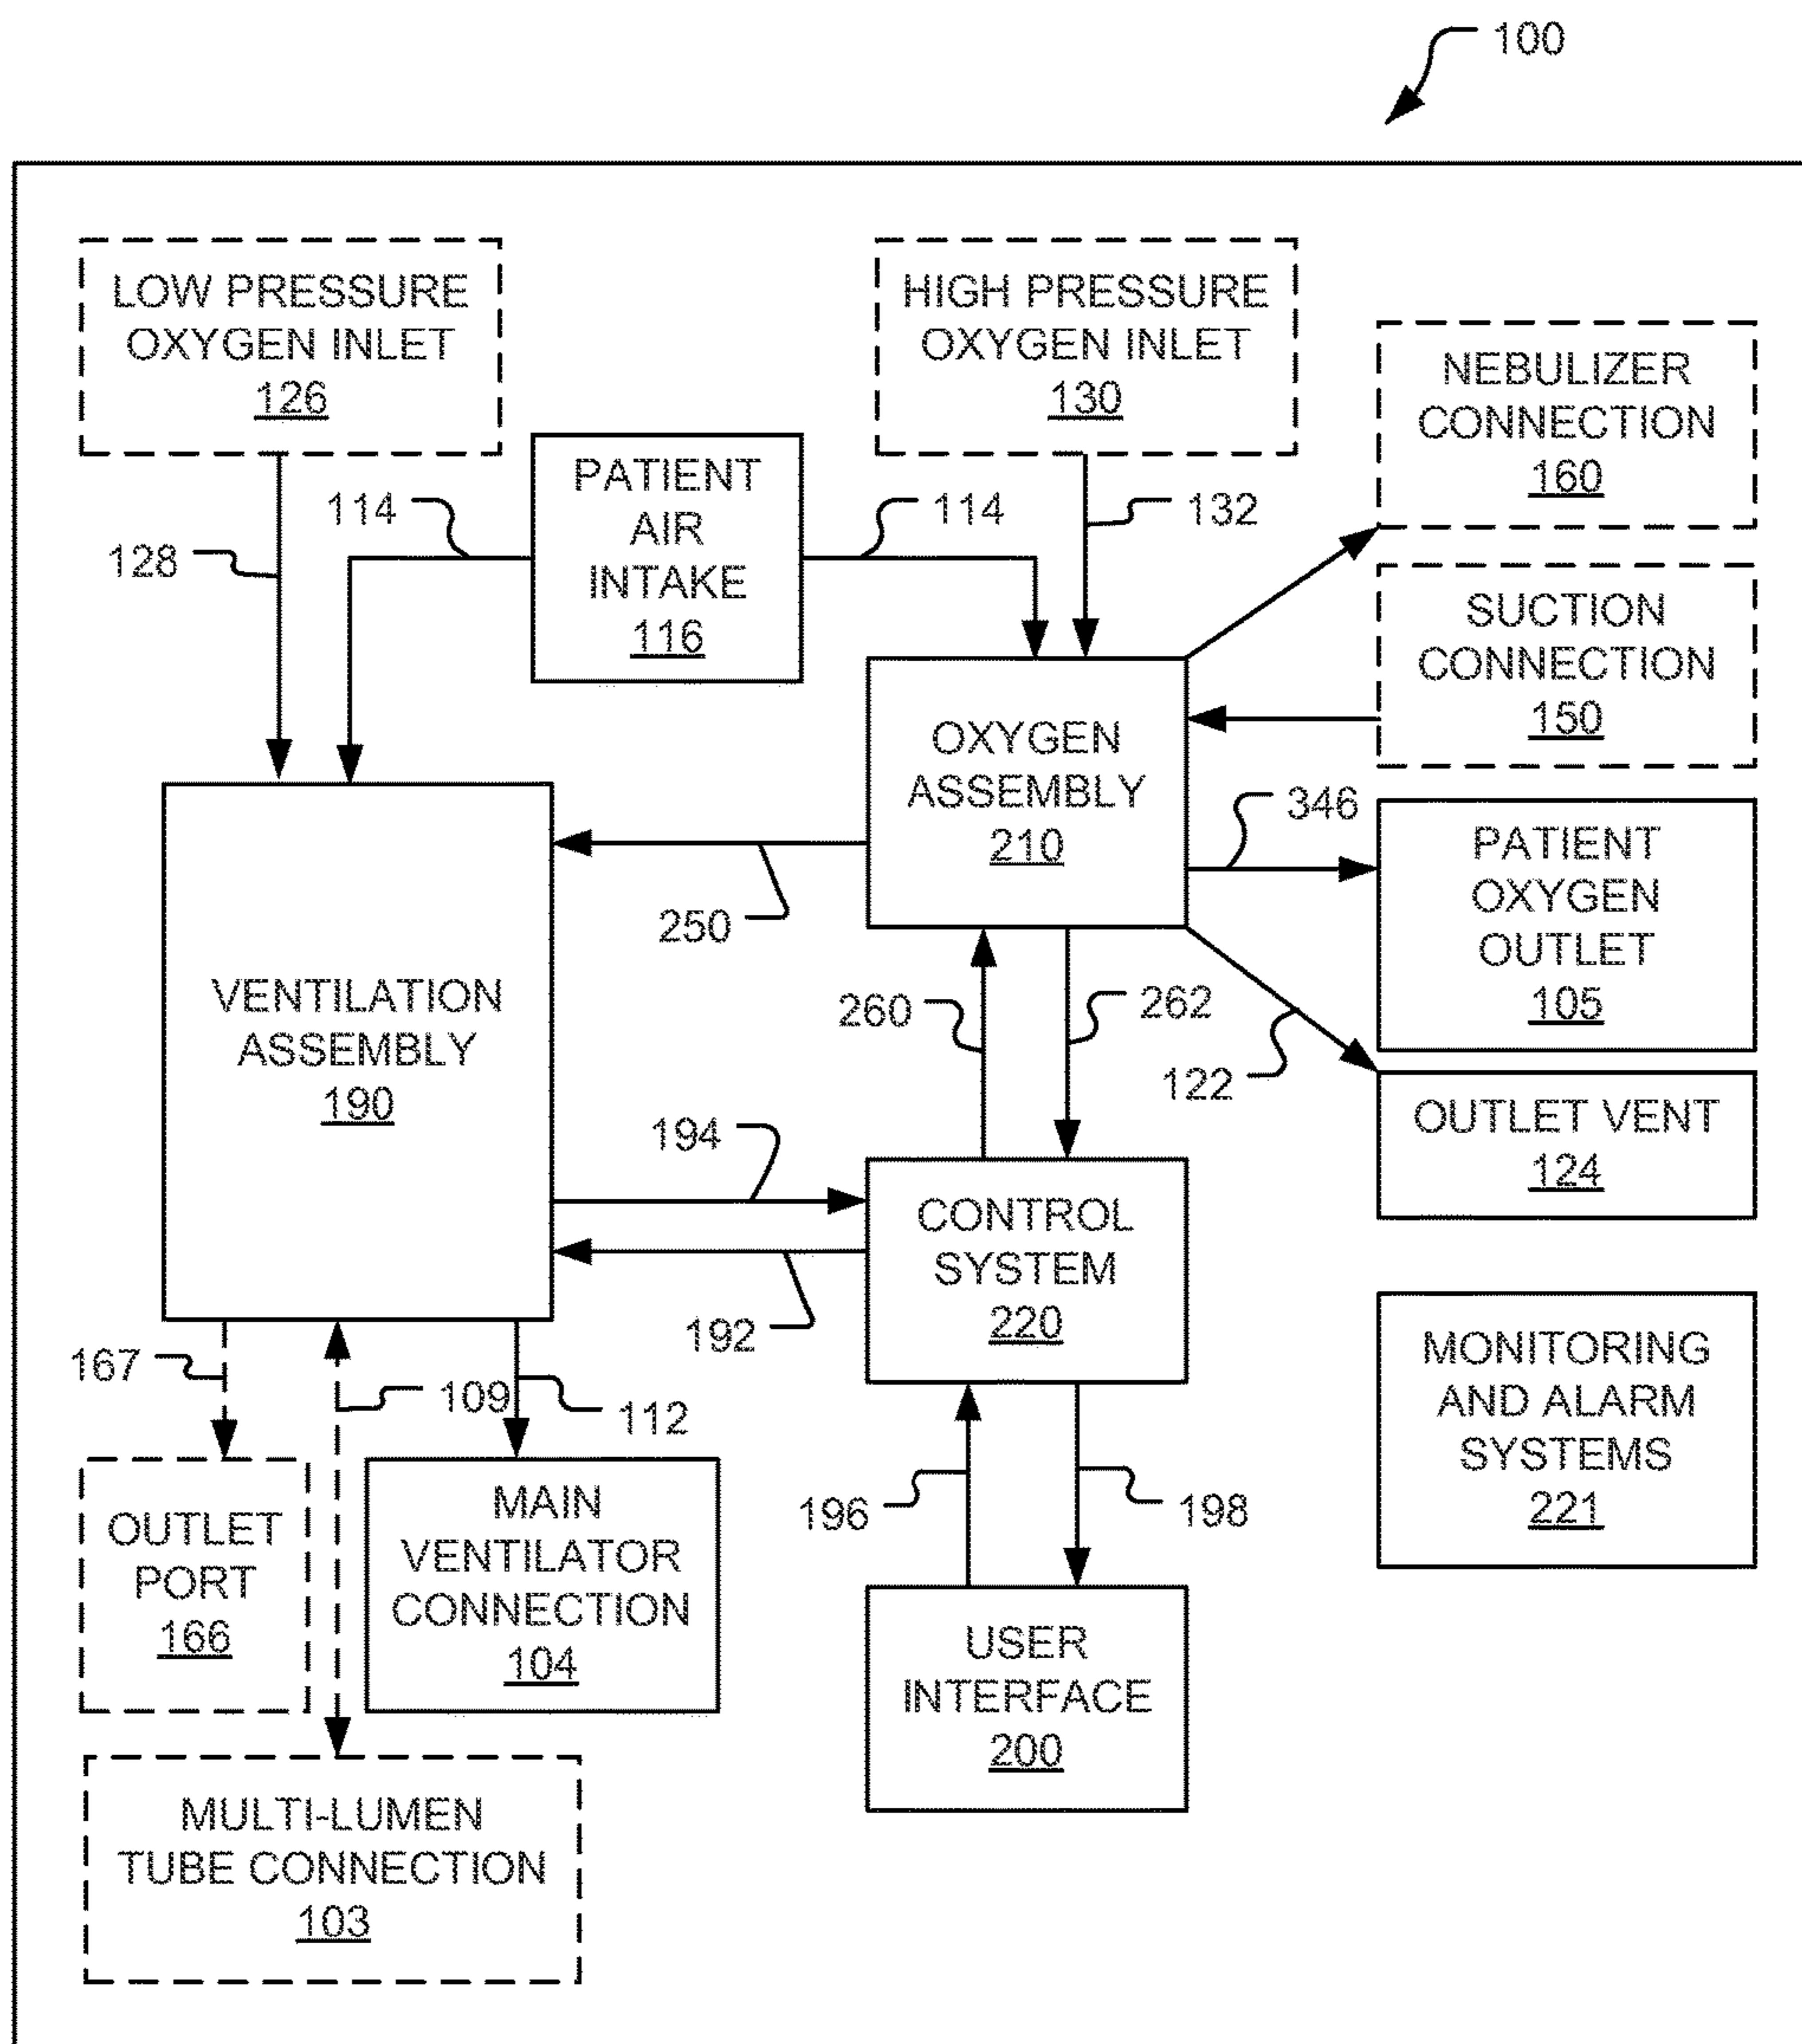 100
LOW PRESSURE
OXYGEN INLET
126
HIGH PRESSURE
OXYGEN INLET
130
NEBULIZER
CONNECTION
160
PATIENT
AIR
INTAKE
116
114
114
132
128
SUCTION
CONNECTION
150
OXYGEN
ASSEMBLY
210
346
PATIENT
OXYGEN
OUTLET
105
250
VENTILATION
ASSEMBLY
190
260
262
122
OUTLET VENT
124
194
CONTROL
SYSTEM
220
192
MONITORING
AND ALARM
SYSTEMS
221
167
109
112
196
198
OUTLET
PORT
166
MAIN
VENTILATOR
CONNECTION
104
USER
INTERFACE
200
MULTI-LUMEN
TUBE CONNECTION
103